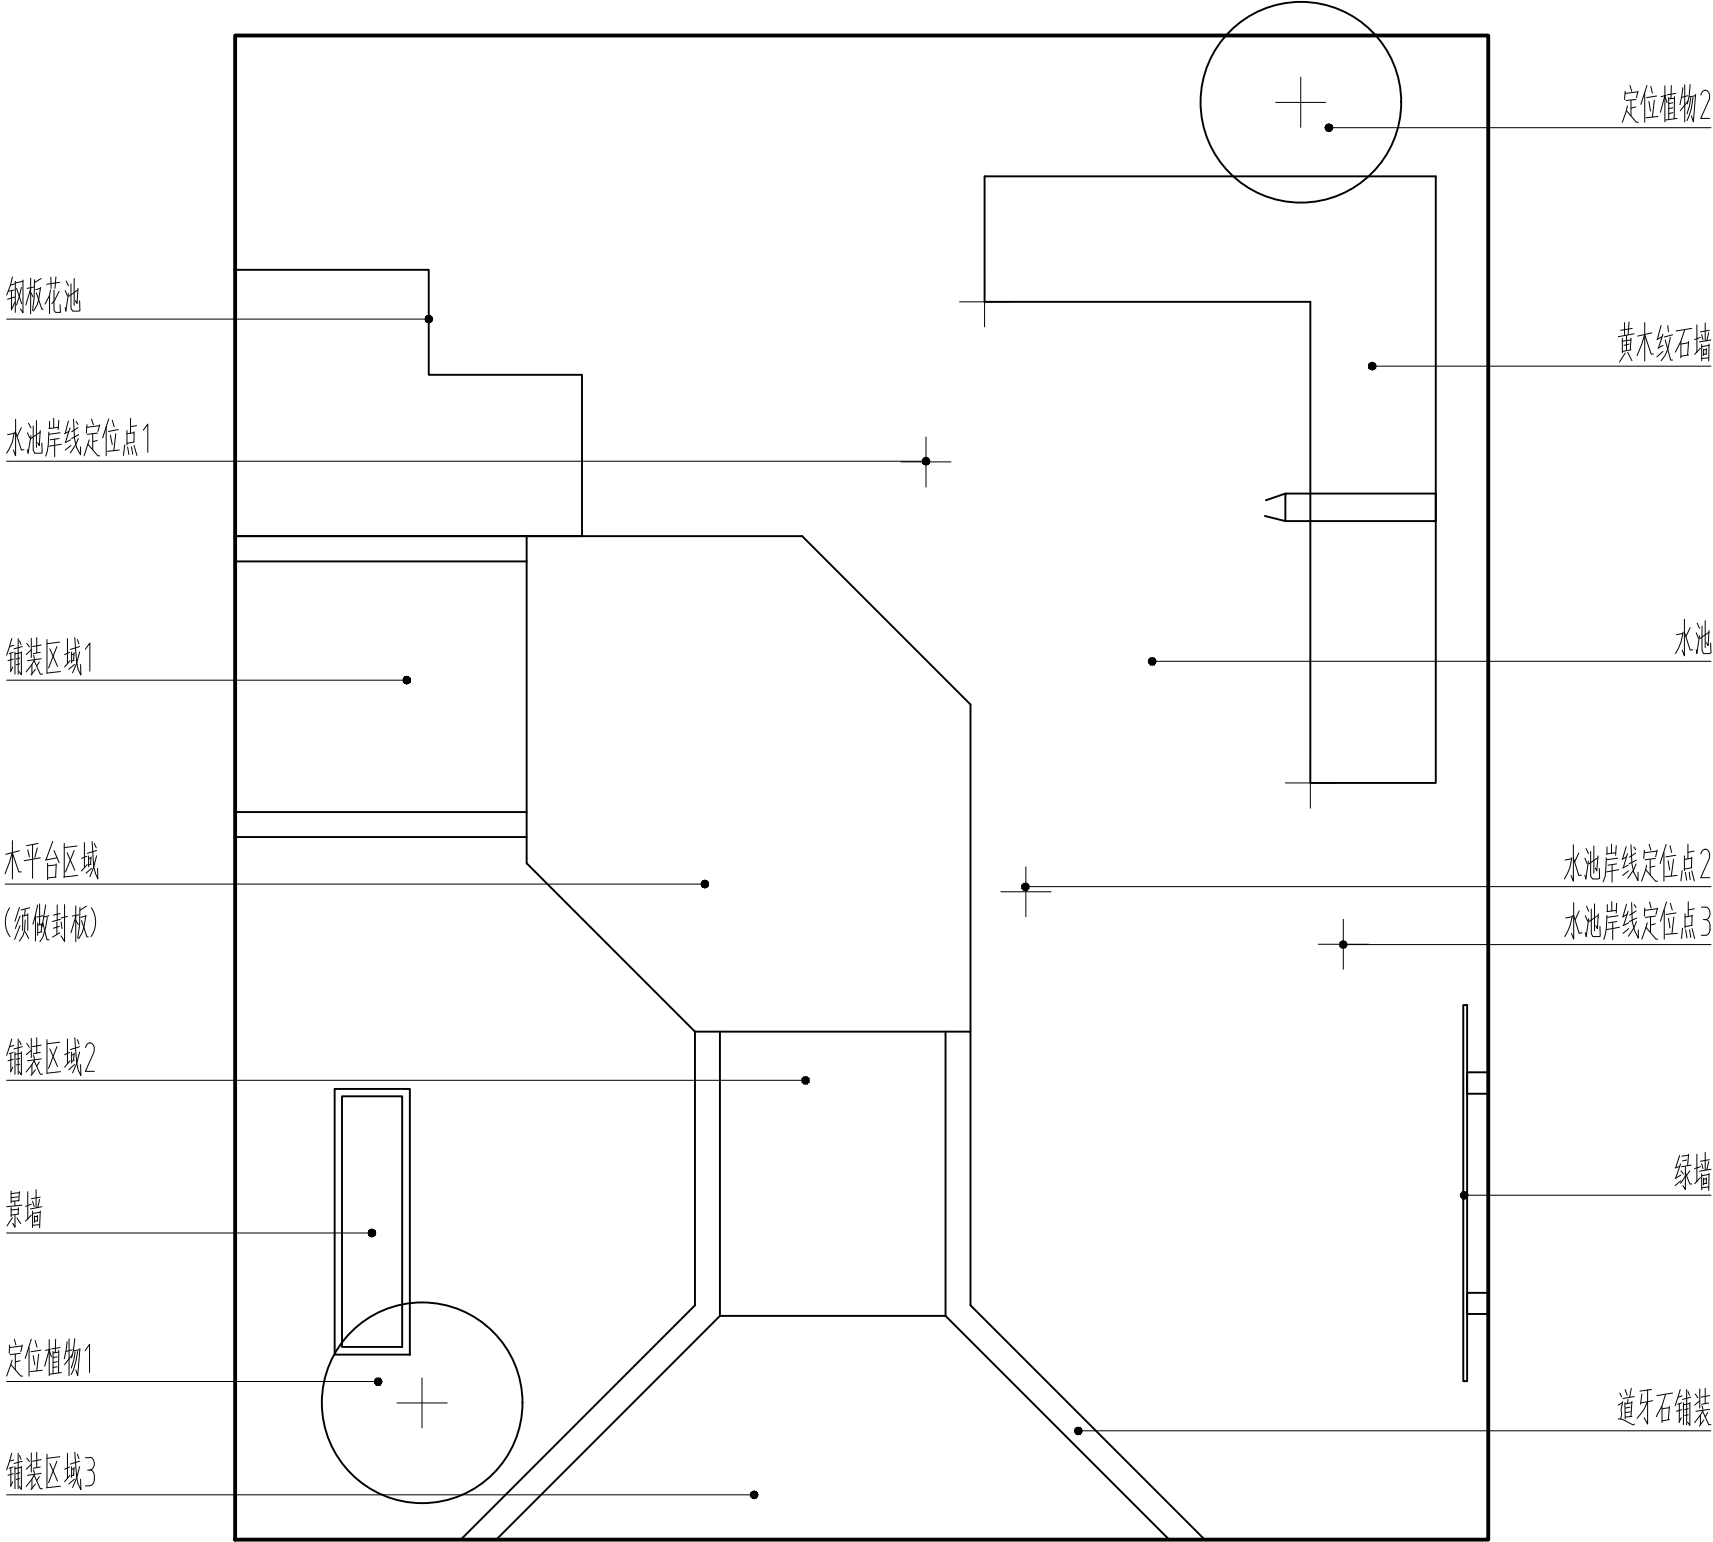 定位植物2
钢板花池
黄木纹石墙
水池岸线定位点1
铺装区域1
水池
木平台区域
(须做封板)
水池岸线定位点2
水池岸线定位点3
铺装区域2
绿墙
景墙
定位植物1
道牙石铺装
铺装区域3